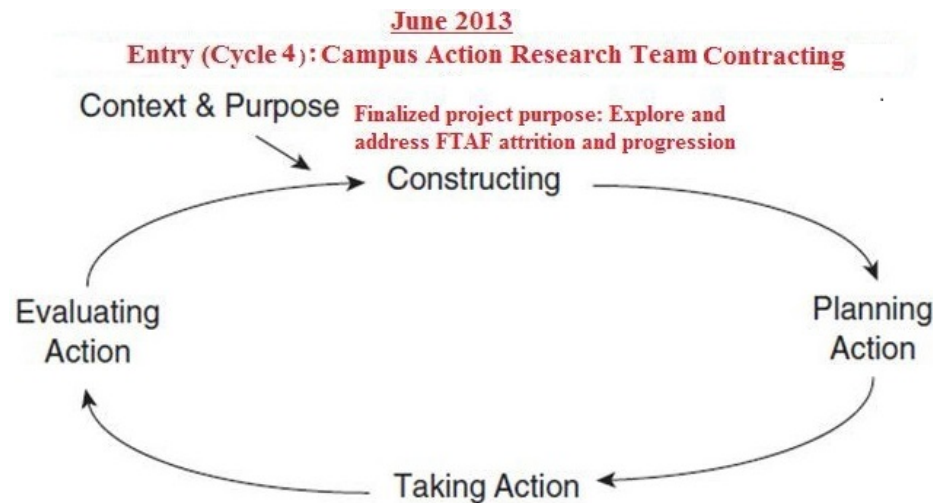 June 2013
Entry (Cycle 4): Campus Action Research Team Contracting
Context & Purpose
Finalized project purpose: Explore and
address FTAF attrition and progression
Constructing
Evaluating
Action
Planning
Action
Taking Action